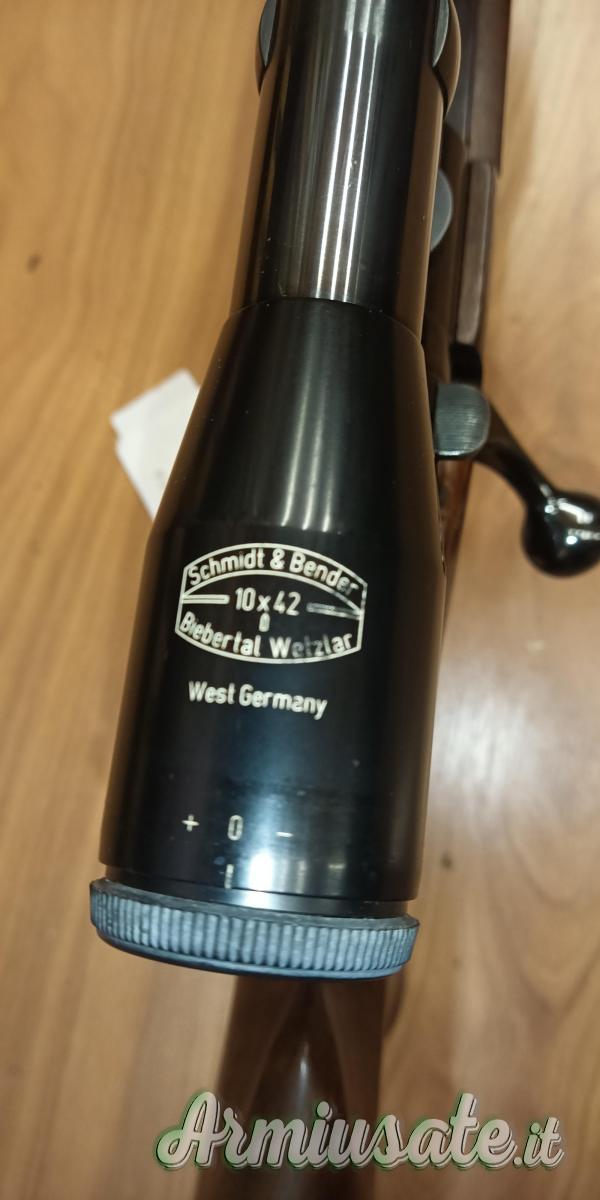 Schmidt & Bender
10x42
Biebertal Wetzlar
West Germany
+ 0 -
Armiusate.it